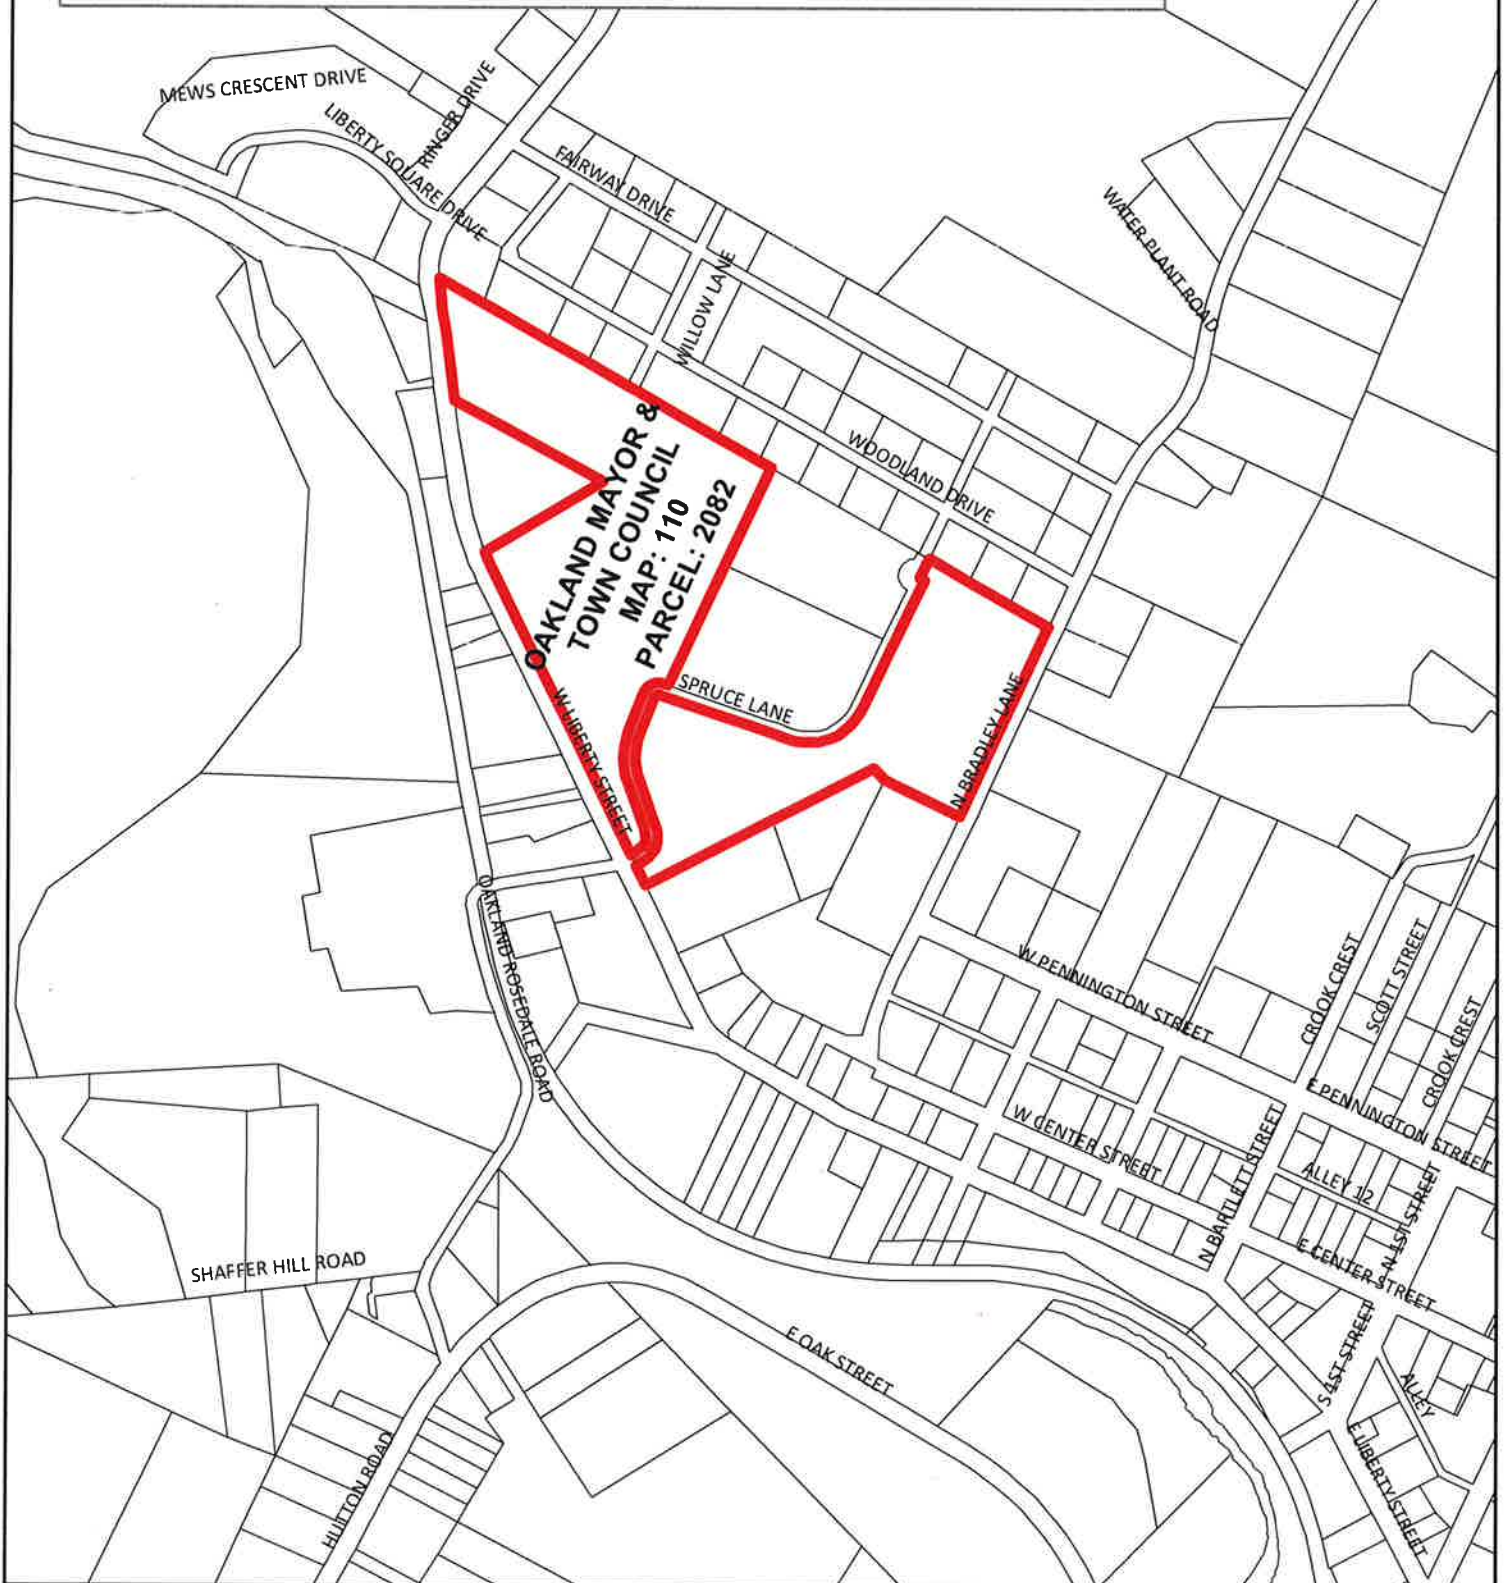 MEWS CRESCENT DRIVE
RINGER DRIVE
LIBERTY SQUARE DRIVE
FAIRWAY DRIVE
WATER PLANT ROAD
WILLOW LANE
OAKLAND MAYOR &
TOWN COUNCIL
MAP: 110
PARCEL: 2082
WOODLAND DRIVE
SPRUCE LANE
W LIBERTY STREET
N BRADLEY LANE
OAKLAND ROSEDALE ROAD
W PENNINGTON STREET
CROOK CREST
SCOTT STREET
CROOK CREST
E PENNINGTON STREET
W CENTER STREET
N BARTLETT STREET
ALLEY 12
N 1ST STREET
E CENTER STREET
SHAFFER HILL ROAD
E OAK STREET
S 1ST STREET
ALLEY
E LIBERTY STREET
HUTTON ROAD